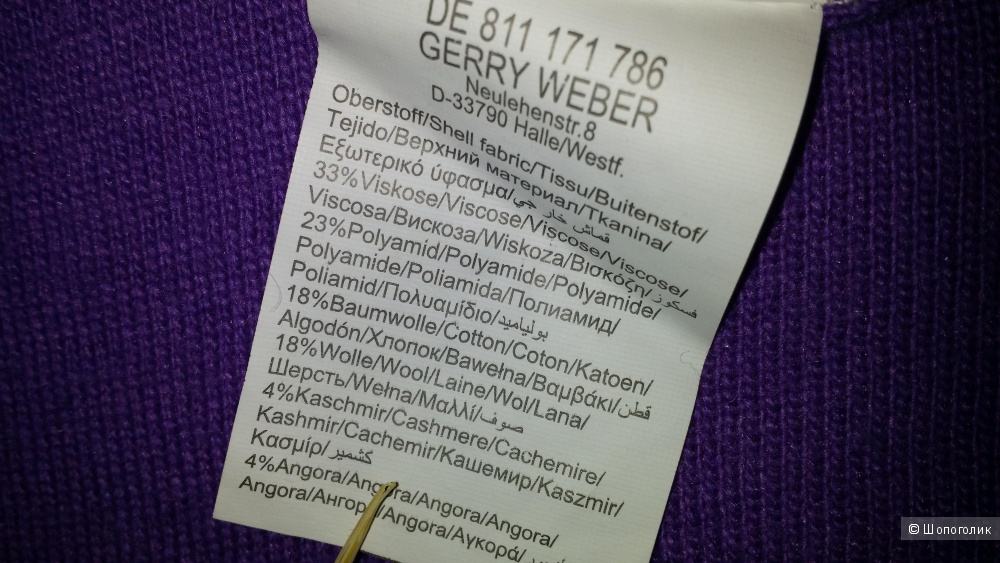 DE 811 171 786
GERRY WEBER
Neulehenstr.8
D-33790 Halle/Westf.
Oberstoff/Shell fabric/Tissu/Buitenstof/
Tejido/Верхний материал/Tkanina/
Εξωτερικό ύφασμα/قماش خارجي
33%Viskose/Viscose/Viscose/Viscose/
Viscosa/Вискоза/Wiskoza/Βισκόζη/فسكوز
23%Polyamid/Polyamide/Polyamide/
Polyamide/Poliamida/Полиамид/
Poliamid/Πολυαμίδιο/بولياميد
18%Baumwolle/Cotton/Coton/Katoen/
Algodón/Хлопок/Bawełna/Βαμβάκι/قطن
18%Wolle/Wool/Laine/Wol/Lana/
Шерсть/Wełna/Μαλλί/صوف
4%Kaschmir/Cashmere/Cachemire/
Kashmir/Cachemir/Кашемир/Kaszmir/
Κασμίρ/كشمير
4%Angora/Angora/Angora/Angora/
Angora/Ангора/Angora/Αγκορά/
© Шопоголик